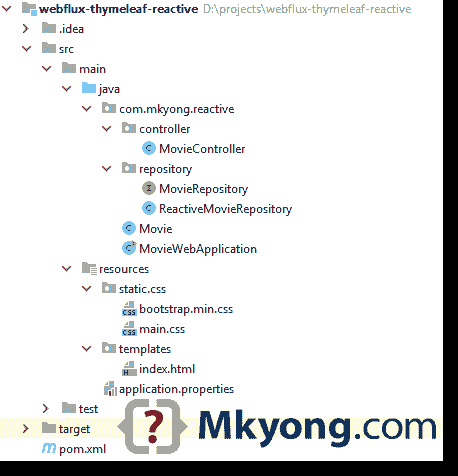 webflux-thymeleaf-reactive D:\projects\webflux-thymeleaf-reactive
.idea
src
main
java
com.mkyong.reactive
controller
C MovieController
repository
I MovieRepository
C ReactiveMovieRepository
C Movie
C MovieWebApplication
resources
static.css
CSS bootstrap.min.css
CSS main.css
templates
H index.html
application.properties
test
target
pom.xml
[?] Mkyong.com